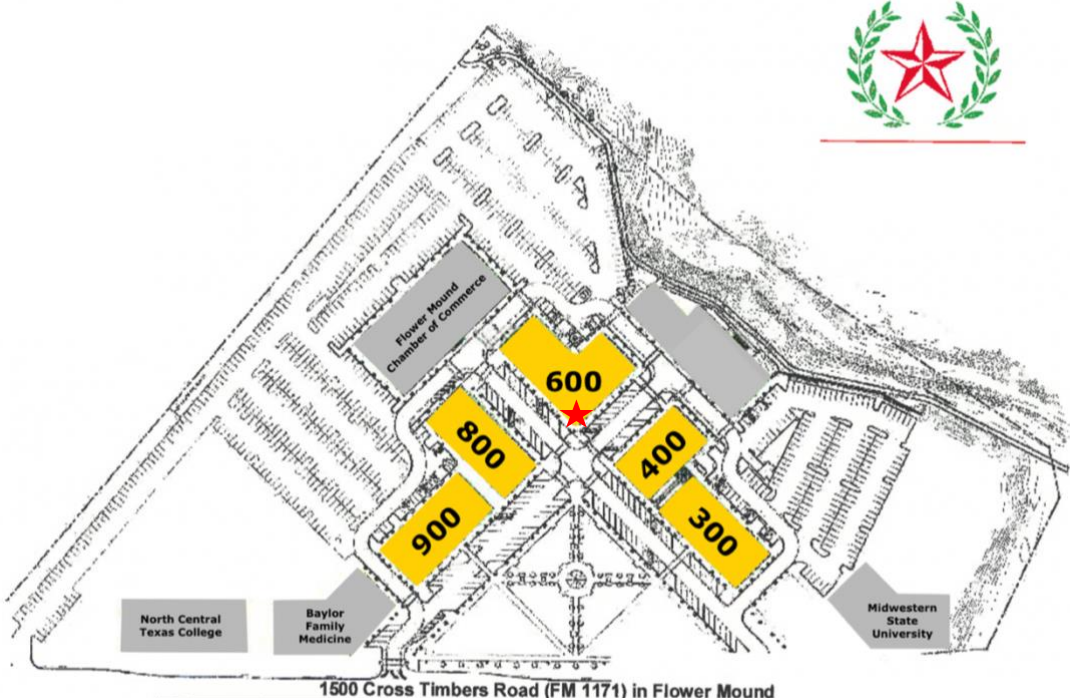 Flower Mound
Chamber of Commerce
600
800
400
900
300
North Central
Texas College
Baylor
Family
Medicine
Midwestern
State
University
1500 Cross Timbers Road (FM 1171) in Flower Mound